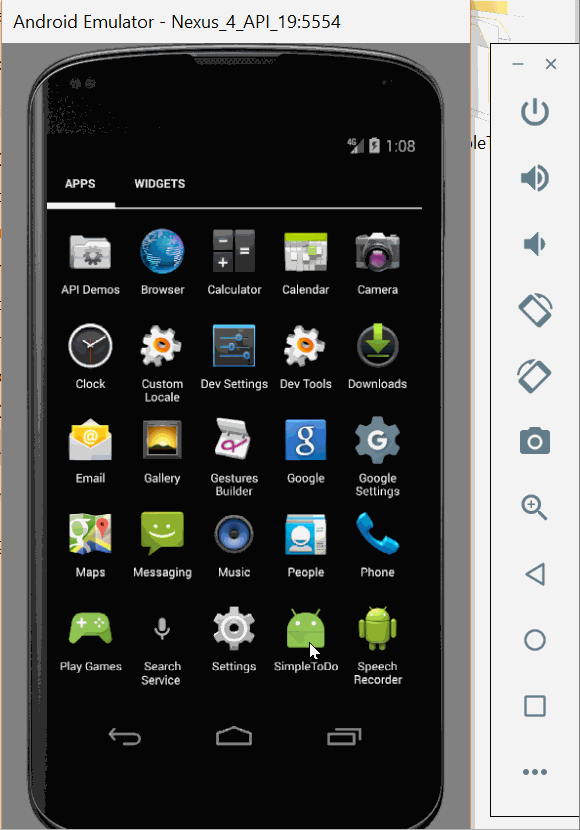 Android Emulator - Nexus_4_API_19:5554
4G 1:08
APPS WIDGETS
API Demos Browser Calculator Calendar Camera
Clock Custom Locale Dev Settings Dev Tools Downloads
Email Gallery Gestures Builder Google Google Settings
Maps Messaging Music People Phone
Play Games Search Service Settings SimpleToDo Speech Recorder